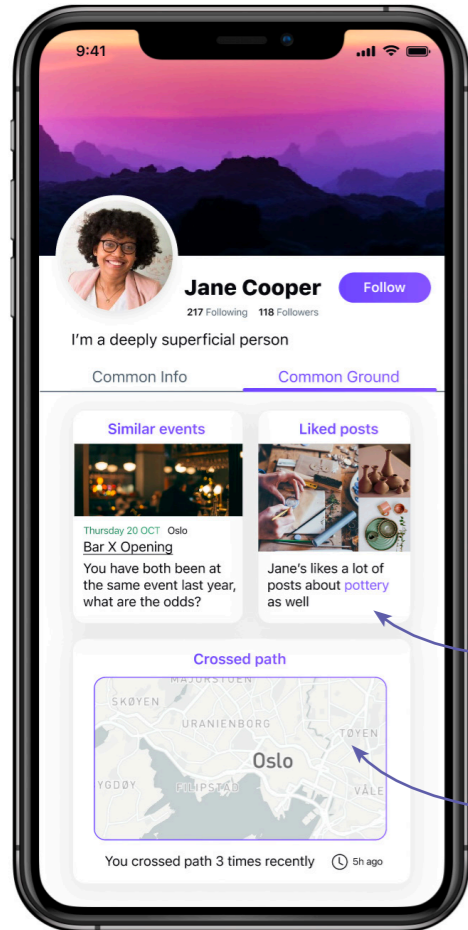 9:41
Jane Cooper
Follow
217 Following 118 Followers
I'm a deeply superficial person
Common Info
Common Ground
Similar events
Thursday 20 OCT Oslo
Bar X Opening
You have both been at
the same event last year,
what are the odds?
Liked posts
Jane's likes a lot of
posts about pottery
as well
Crossed path
MAJORSTUEN
SKØYEN
URANIENBORG
TØYEN
Oslo
YGDØY
FILIPSTAD
VÅLE
You crossed path 3 times recently
5h ago